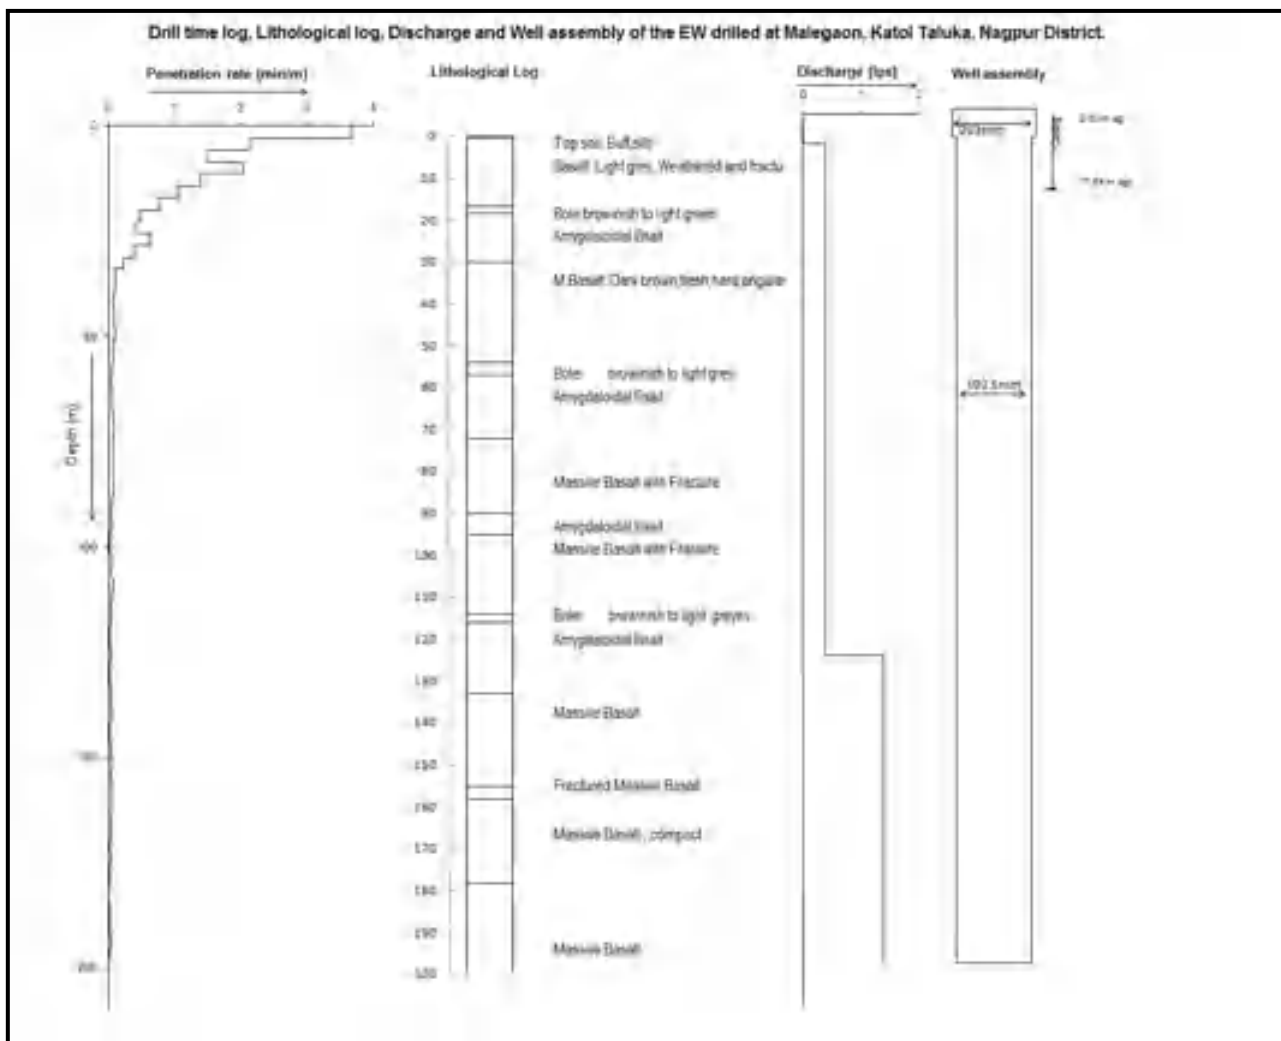 Drill time log, Lithological log, Discharge and Well assembly of the EW drilled at Malegaon, Katol Taluka, Nagpur District.
Penetration rate (min/m)
Lithological Log
Discharge (lps)
Well assembly
0 1 2 3 4
0
50
100
150
200
Depth (m)
0
10
20
30
40
50
60
70
80
90
100
110
120
130
140
150
160
170
180
190
Top soil,
Basalt Light grey, Weathered and fractu
Bole brownish to light green
Amygdaloidal Basalt
M.Basalt Dark brown fresh hard angular
Bole brownish to light grey
Amygdaloidal Basalt
Massive Basalt with Fracture
Amygdaloidal Basalt
Massive Basalt with Fracture
Bole brownish to light greyes
Amygdaloidal Basalt
Massive Basalt
Fractured Massive Basalt
Massive Basalt, compact
Massive Basalt
0